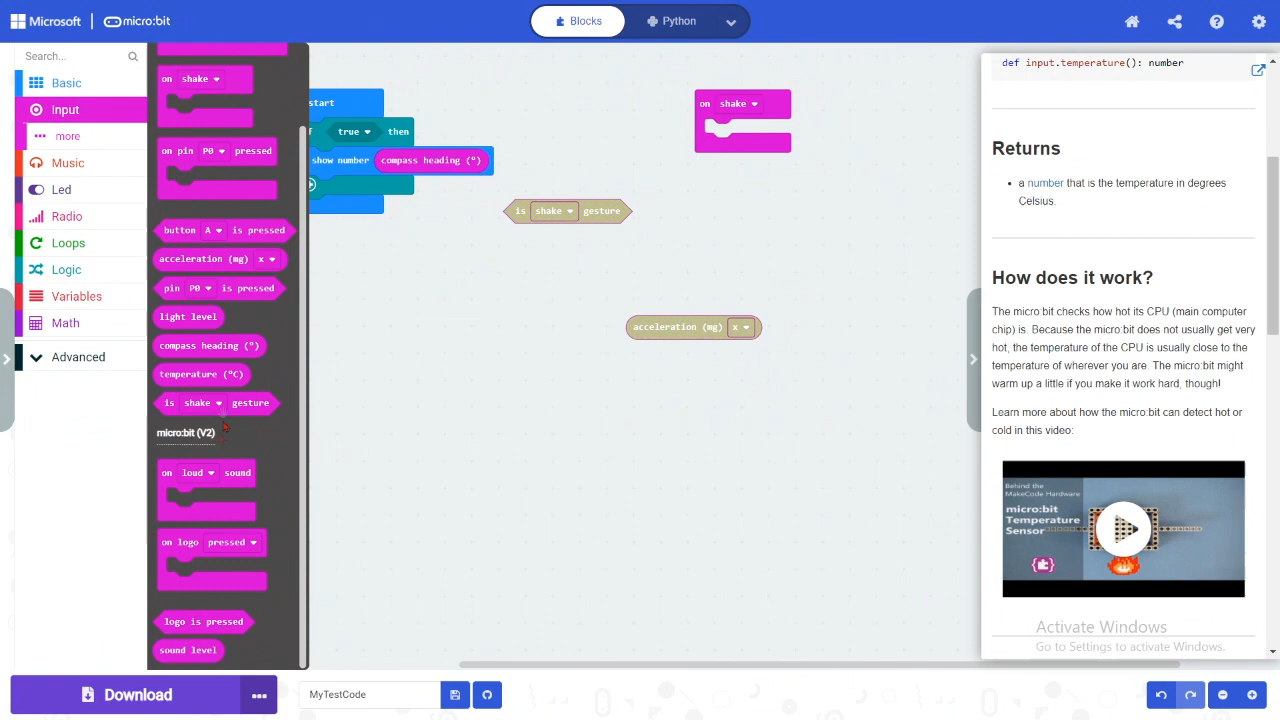 Microsoft
micro:bit
Blocks
Python
Search...
Basic
Input
more
Music
Led
Radio
Loops
Logic
Variables
Math
Advanced
on shake
on pin P0 pressed
button A is pressed
acceleration (mg) x
pin P0 is pressed
light level
compass heading (°)
temperature (°C)
is shake gesture
micro:bit (V2)
on loud sound
on logo pressed
logo is pressed
sound level
start
true then
show number compass heading (°)
on shake
is shake gesture
acceleration (mg) x
def input.temperature(): number
Returns
a number that is the temperature in degrees
Celsius.
How does it work?
The micro:bit checks how hot its CPU (main computer
chip) is. Because the micro:bit does not usually get very
hot, the temperature of the CPU is usually close to the
temperature of wherever you are. The micro:bit might
warm up a little if you make it work hard, though!
Learn more about how the micro:bit can detect hot or
cold in this video:
Behind the
MakeCode Hardware
micro:bit
Temperature
Sensor
Activate Windows
Go to Settings to activate Windows.
Download
MyTestCode